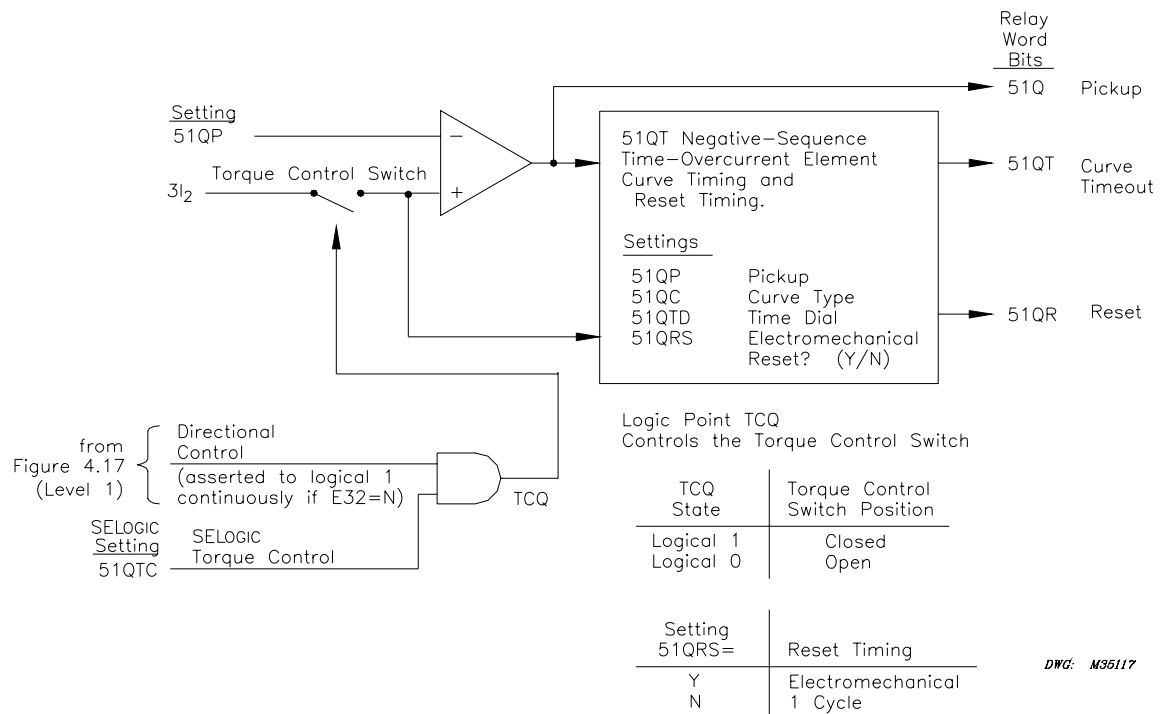 Relay
Word
Bits
51Q Pickup
Setting
51QP
Torque Control Switch
3I2
−
+
51QT Negative-Sequence
Time-Overcurrent Element
Curve Timing and
Reset Timing.
Settings
51QP Pickup
51QC Curve Type
51QTD Time Dial
51QRS Electromechanical
Reset? (Y/N)
51QT Curve
Timeout
51QR Reset
from
Figure 4.17
(Level 1)
Directional
Control
(asserted to logical 1
continuously if E32=N)
TCQ
SELOGIC
Setting
51QTC
SELOGIC
Torque Control
Logic Point TCQ
Controls the Torque Control Switch
TCQ Torque Control
State Switch Position
Logical 1 Closed
Logical 0 Open
Setting
51QRS= Reset Timing
Y Electromechanical
N 1 Cycle
DWG: M35117